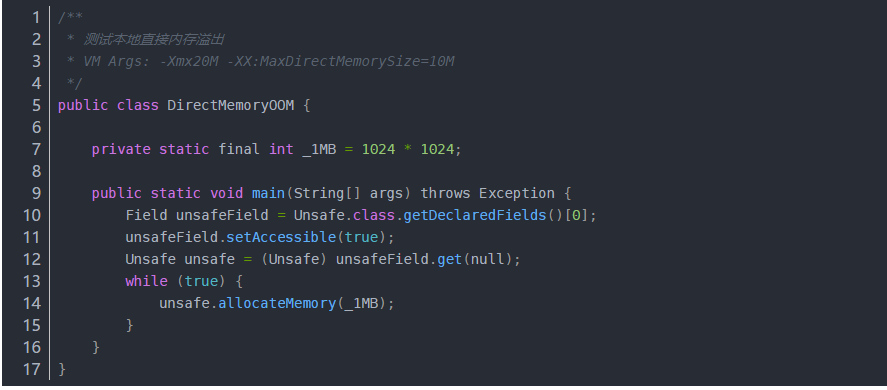 1 /**
2  * 测试本地直接内存溢出
3  * VM Args: -Xmx20M -XX:MaxDirectMemorySize=10M
4  */
5 public class DirectMemoryOOM {
6
7     private static final int _1MB = 1024 * 1024;
8
9     public static void main(String[] args) throws Exception {
10         Field unsafeField = Unsafe.class.getDeclaredFields()[0];
11         unsafeField.setAccessible(true);
12         Unsafe unsafe = (Unsafe) unsafeField.get(null);
13         while (true) {
14             unsafe.allocateMemory(_1MB);
15         }
16     }
17 }